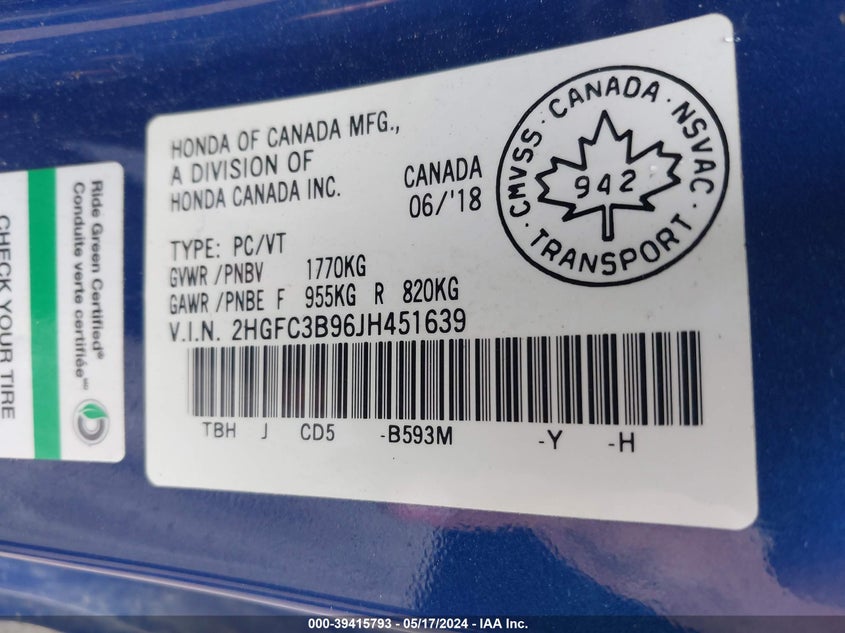 HONDA OF CANADA MFG.,
A DIVISION OF
HONDA CANADA INC.
CANADA
06/'18
CMVSS · CANADA · NSVAC · TRANSPORT ·
942
TYPE: PC/VT
GVWR /PNBV 1770KG
GAWR /PNBE F 955KG R 820KG
V.I.N. 2HGFC3B96JH451639
TBH J CD5 -B593M -Y -H
Ride Green Certified®
Conduite verte certifiée
CHECK YOUR TIRE
000-39415793 - 05/17/2024 - IAA Inc.